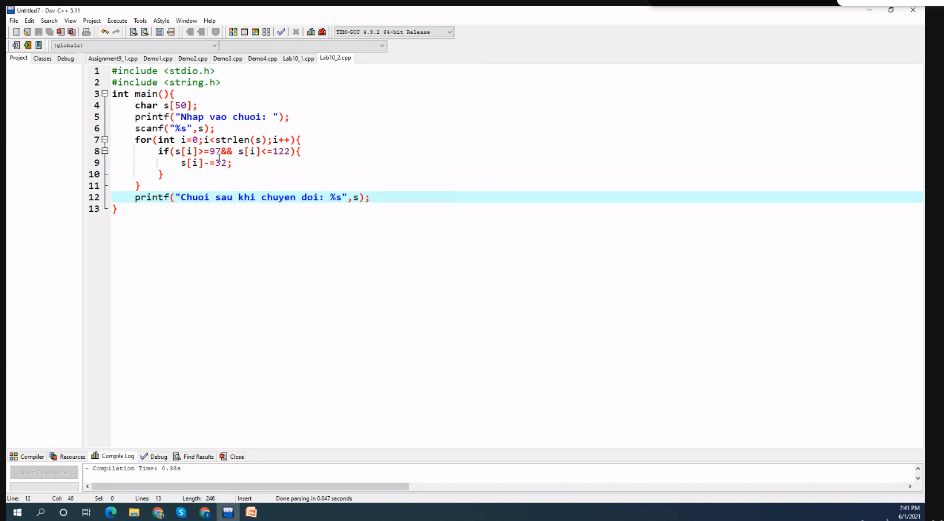 Untitled7 - Dev-C++ 5.11
File Edit Search View Project Execute Tools AStyle Window Help
TDM-GCC 4.9.2 64-bit Release
(globals)
Project Classes Debug Assignment9_1.cpp Demo1.cpp Demo2.cpp Demo3.cpp Demo4.cpp Lab10_1.cpp Lab10_2.cpp
1 #include <stdio.h>
2 #include <string.h>
3 int main(){
4 char s[50];
5 printf("Nhap vao chuoi: ");
6 scanf("%s",s);
7 for(int i=0;i<strlen(s);i++){
8 if(s[i]>=97&& s[i]<=122){
9 s[i]-=32;
10 }
11 }
12 printf("Chuoi sau khi chuyen doi: %s",s);
13 }
Compiler Resources Compile Log Debug Find Results Close
Abort Compilation
- Compilation Time: 0.38s
Line: 12 Col: 46 Sel: 0 Lines: 13 Length: 246 Insert Done parsing in 0.047 seconds
7:41 PM
6/1/2021